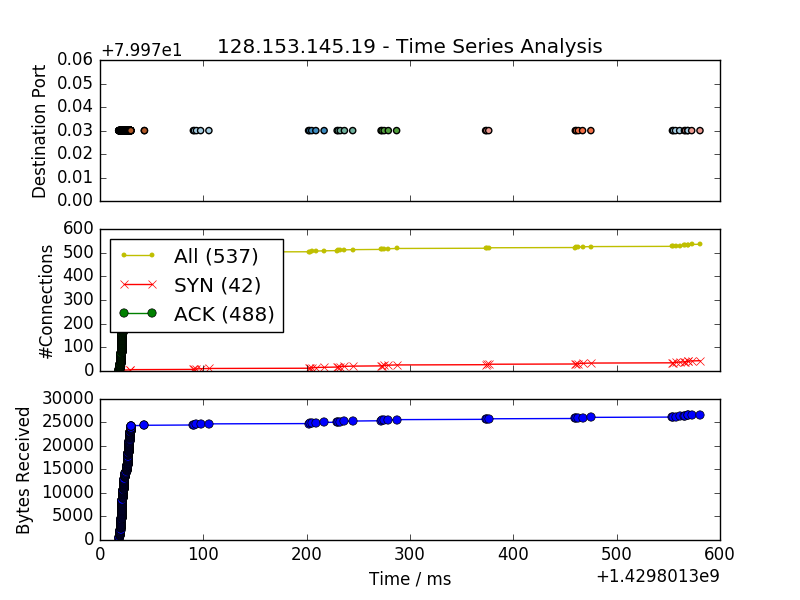 +7.997e1
128.153.145.19 - Time Series Analysis
Destination Port
0.06
0.05
0.04
0.03
0.02
0.01
0.00
#Connections
600
500
400
300
200
100
0
All (537)
SYN (42)
ACK (488)
Bytes Received
30000
25000
20000
15000
10000
5000
0
0 100 200 300 400 500 600
Time / ms
+1.4298013e9